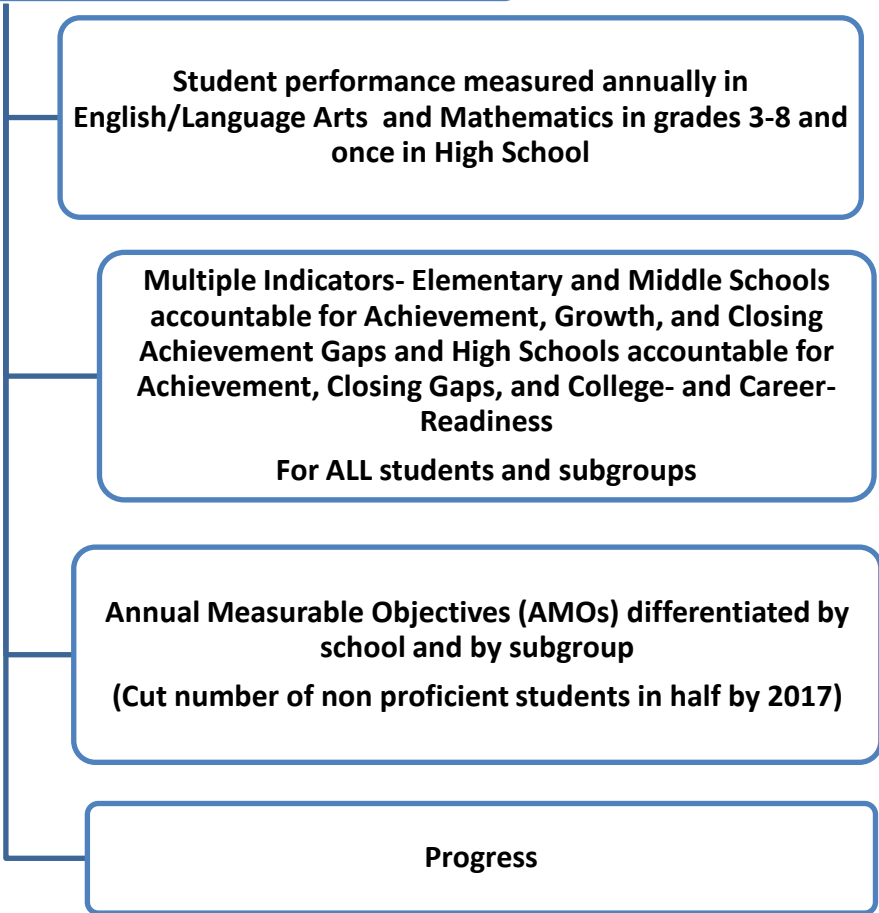 Student performance measured annually in
English/Language Arts and Mathematics in grades 3-8 and
once in High School
Multiple Indicators- Elementary and Middle Schools
accountable for Achievement, Growth, and Closing
Achievement Gaps and High Schools accountable for
Achievement, Closing Gaps, and College- and Career-
Readiness
For ALL students and subgroups
Annual Measurable Objectives (AMOs) differentiated by
school and by subgroup
(Cut number of non proficient students in half by 2017)
Progress